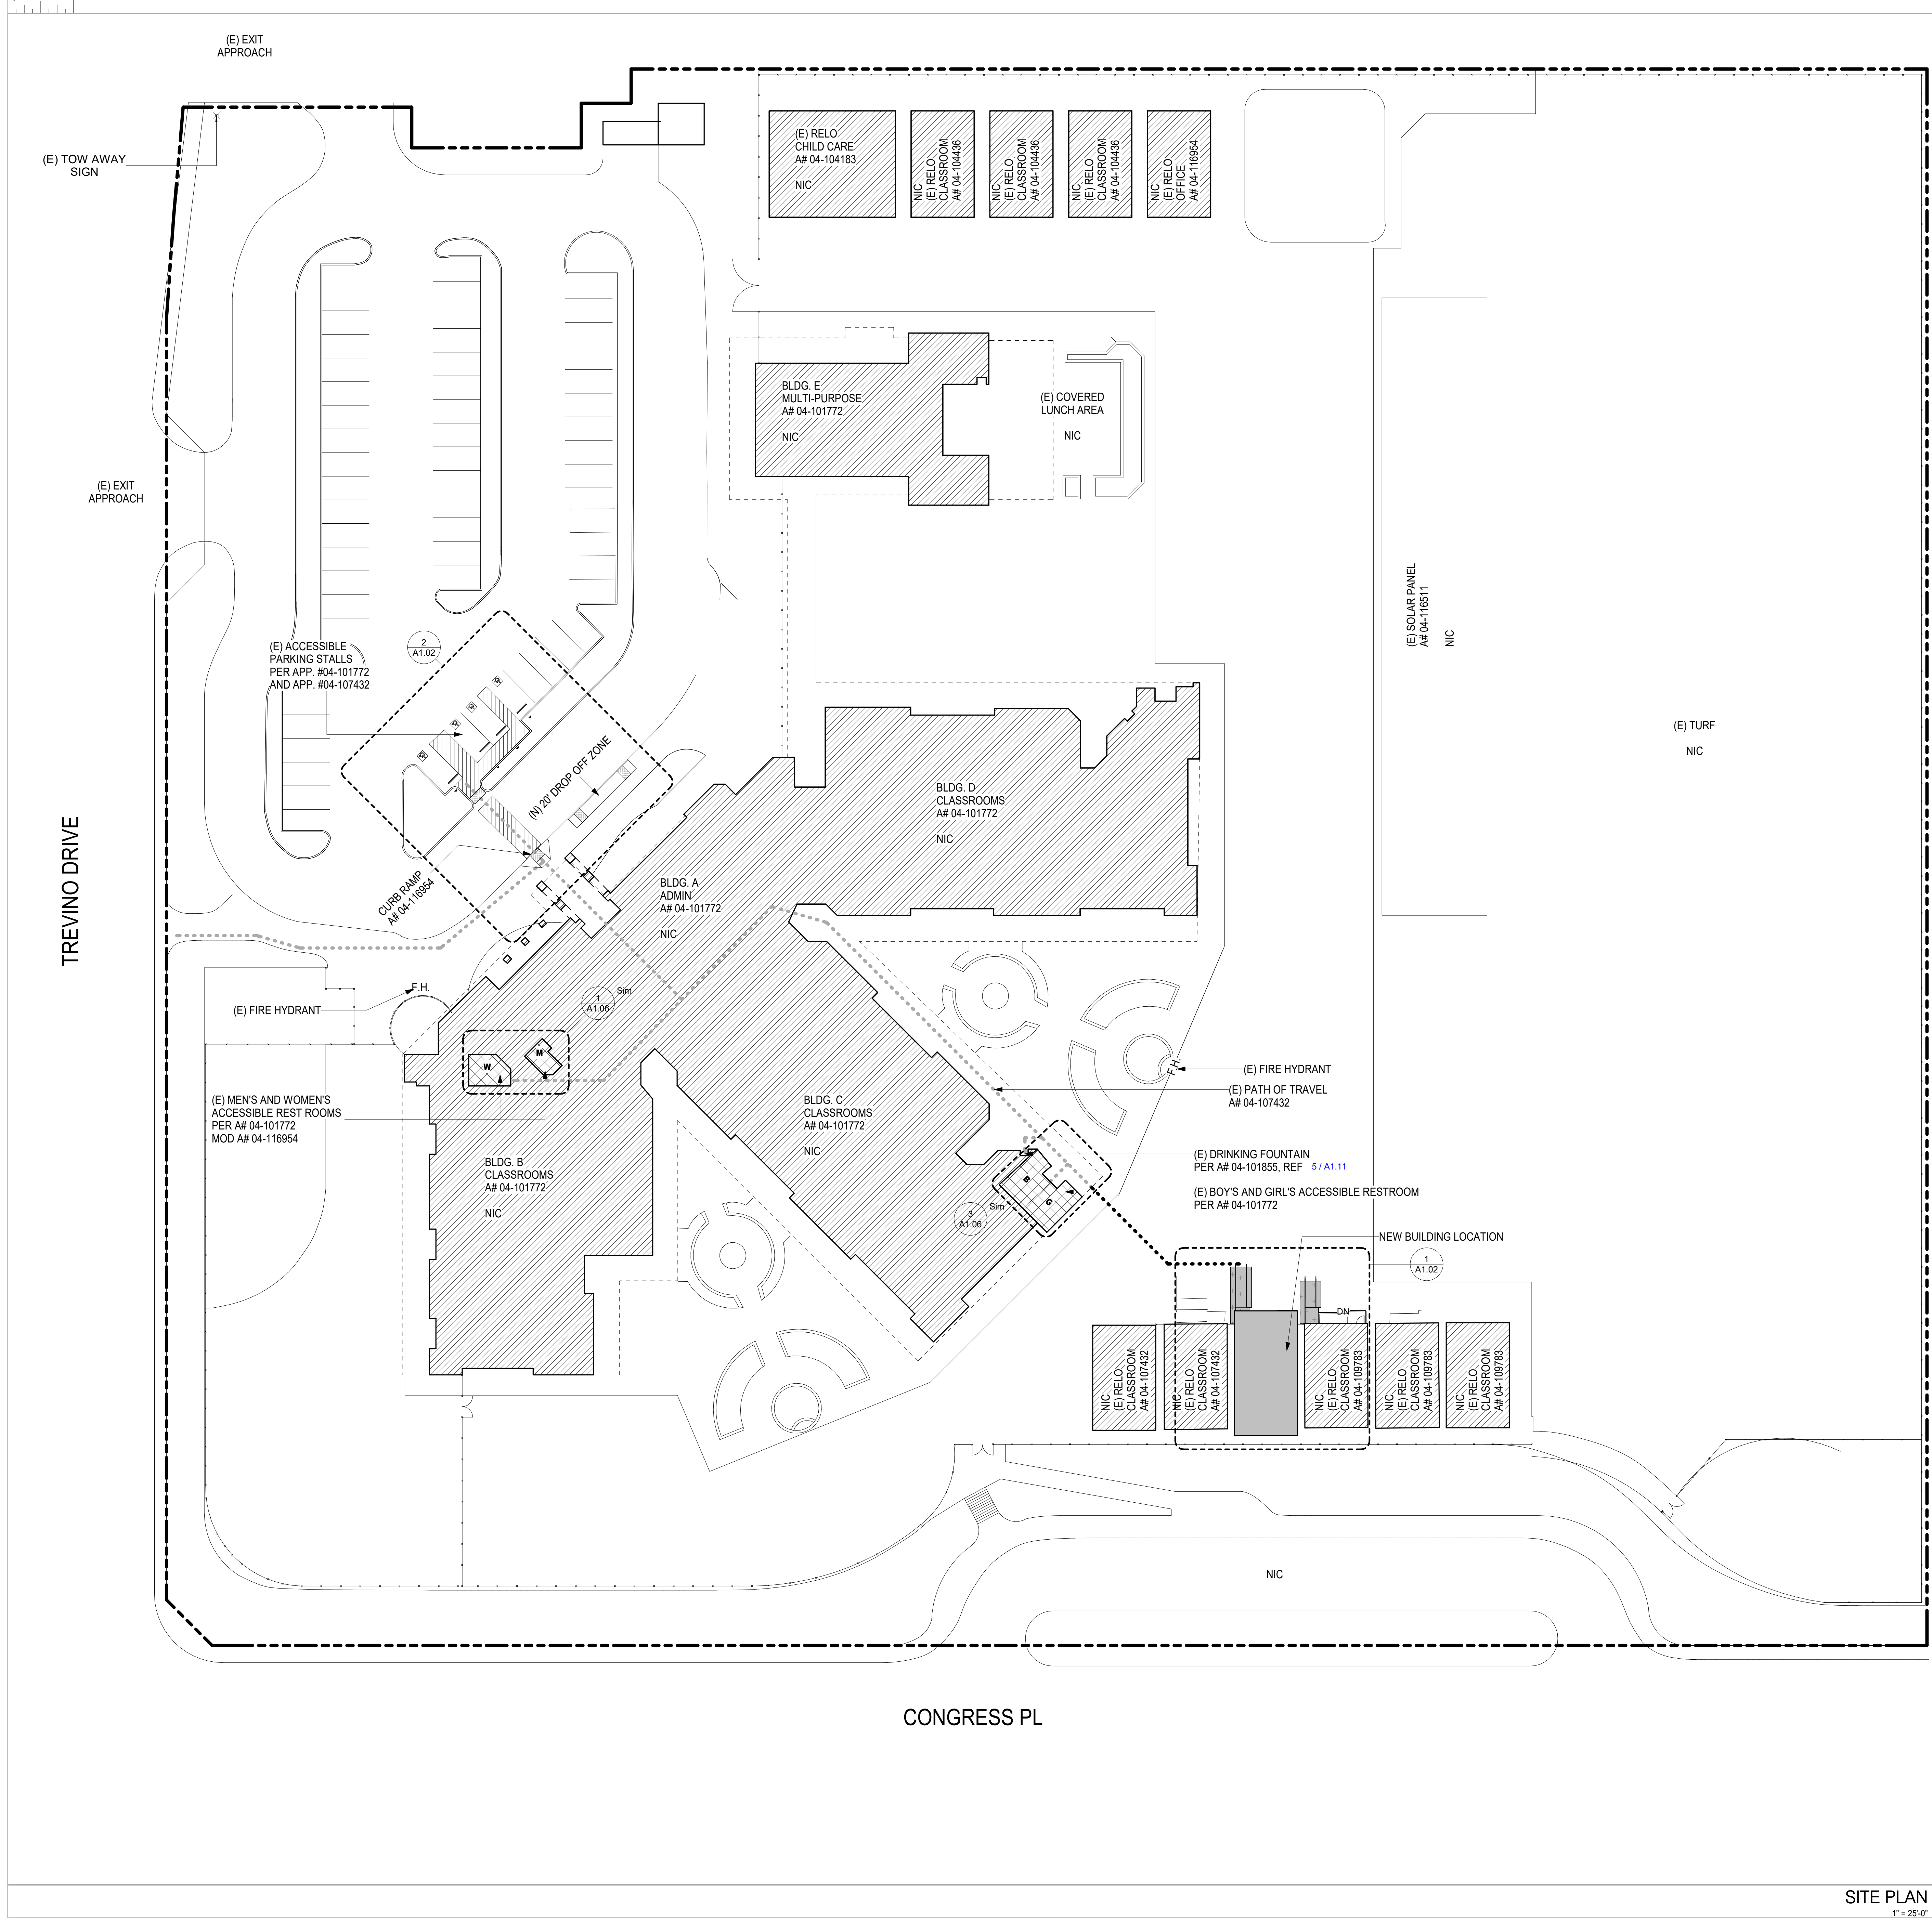 (E) EXIT
APPROACH
(E) TOW AWAY
SIGN
(E) RELO
CHILD CARE
A# 04-104183
NIC
NIC
(E) RELO
CLASSROOM
A# 04-104436
NIC
(E) RELO
CLASSROOM
A# 04-104436
NIC
(E) RELO
CLASSROOM
A# 04-104436
NIC
(E) RELO
OFFICE
A# 04-116954
BLDG. E
MULTI-PURPOSE
A# 04-101772
NIC
(E) COVERED
LUNCH AREA
NIC
(E) EXIT
APPROACH
(E) SOLAR PANEL
A# 04-116511
NIC
(E) ACCESSIBLE
PARKING STALLS
PER APP. #04-101772
AND APP. #04-107432
2
A1.02
(E) TURF
NIC
(N) 20' DROP OFF ZONE
BLDG. D
CLASSROOMS
A# 04-101772
NIC
TREVINO DRIVE
CURB RAMP
A# 04-116954
BLDG. A
ADMIN
A# 04-101772
NIC
F.H.
(E) FIRE HYDRANT
1
A1.06
Sim
W
M
(E) MEN'S AND WOMEN'S
ACCESSIBLE REST ROOMS
PER A# 04-101772
MOD A# 04-116954
F.H.
(E) FIRE HYDRANT
(E) PATH OF TRAVEL
A# 04-107432
BLDG. C
CLASSROOMS
A# 04-101772
NIC
BLDG. B
CLASSROOMS
A# 04-101772
NIC
(E) DRINKING FOUNTAIN
PER A# 04-101855, REF 5 / A1.11
B
G
(E) BOY'S AND GIRL'S ACCESSIBLE RESTROOM
PER A# 04-101772
3
A1.06
Sim
NEW BUILDING LOCATION
1
A1.02
DN
NIC
(E) RELO
CLASSROOM
A# 04-107432
NIC
(E) RELO
CLASSROOM
A# 04-107432
NIC
(E) RELO
CLASSROOM
A# 04-109783
NIC
(E) RELO
CLASSROOM
A# 04-109783
NIC
(E) RELO
CLASSROOM
A# 04-109783
NIC
CONGRESS PL
SITE PLAN
1" = 25'-0"